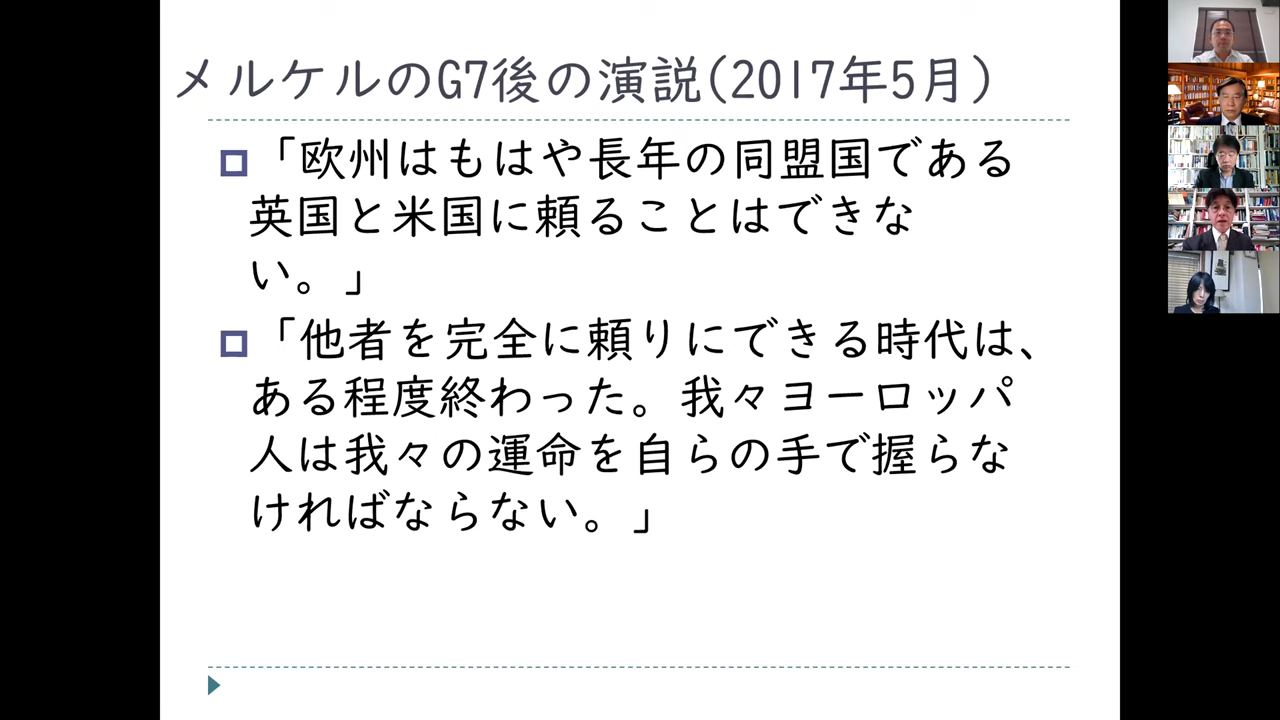 メルケルのG7後の演説(2017年5月)
「欧州はもはや長年の同盟国である
英国と米国に頼ることはできな
い。」
「他者を完全に頼りにできる時代は、
ある程度終わった。我々ヨーロッパ
人は我々の運命を自らの手で握らな
ければならない。」